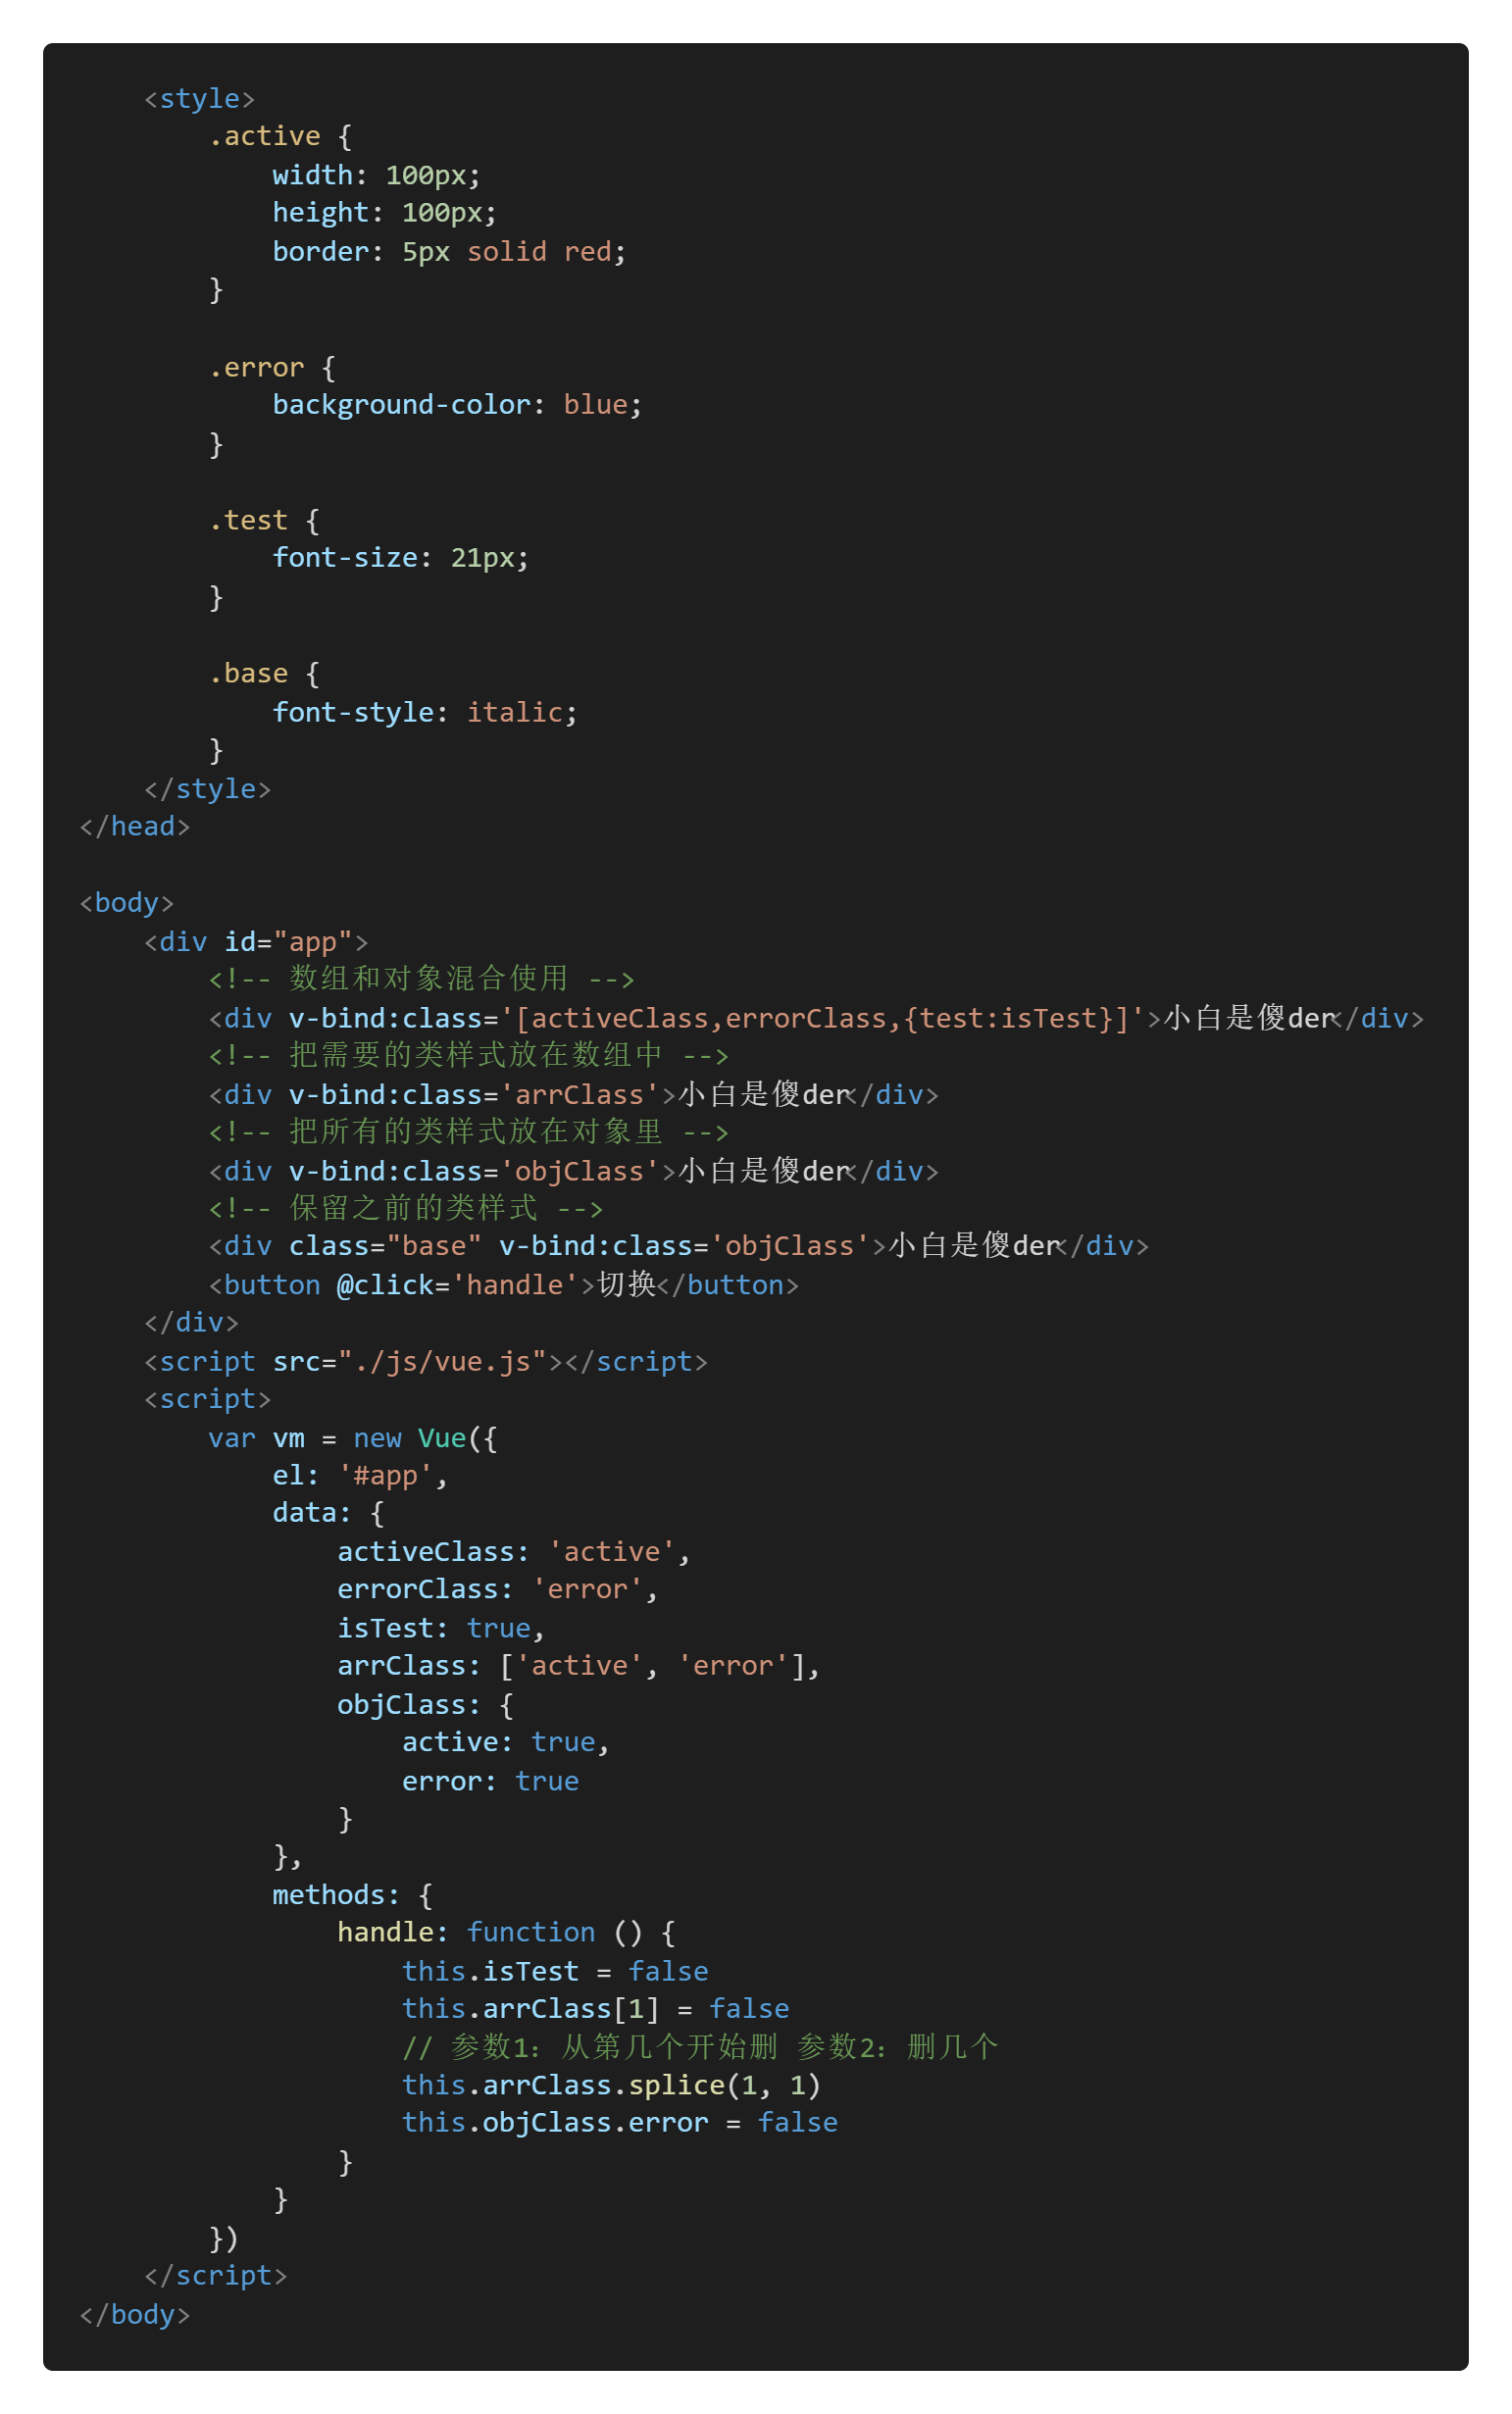 <style>
        .active {
            width: 100px;
            height: 100px;
            border: 5px solid red;
        }

        .error {
            background-color: blue;
        }

        .test {
            font-size: 21px;
        }

        .base {
            font-style: italic;
        }
    </style>
</head>

<body>
    <div id="app">
        <!-- 数组和对象混合使用 -->
        <div v-bind:class='[activeClass,errorClass,{test:isTest}]'>小白是傻der</div>
        <!-- 把需要的类样式放在数组中 -->
        <div v-bind:class='arrClass'>小白是傻der</div>
        <!-- 把所有的类样式放在对象里 -->
        <div v-bind:class='objClass'>小白是傻der</div>
        <!-- 保留之前的类样式 -->
        <div class="base" v-bind:class='objClass'>小白是傻der</div>
        <button @click='handle'>切换</button>
    </div>
    <script src="./js/vue.js"></script>
    <script>
        var vm = new Vue({
            el: '#app',
            data: {
                activeClass: 'active',
                errorClass: 'error',
                isTest: true,
                arrClass: ['active', 'error'],
                objClass: {
                    active: true,
                    error: true
                }
            },
            methods: {
                handle: function () {
                    this.isTest = false
                    this.arrClass[1] = false
                    // 参数1：从第几个开始删 参数2：删几个
                    this.arrClass.splice(1, 1)
                    this.objClass.error = false
                }
            }
        })
    </script>
</body>